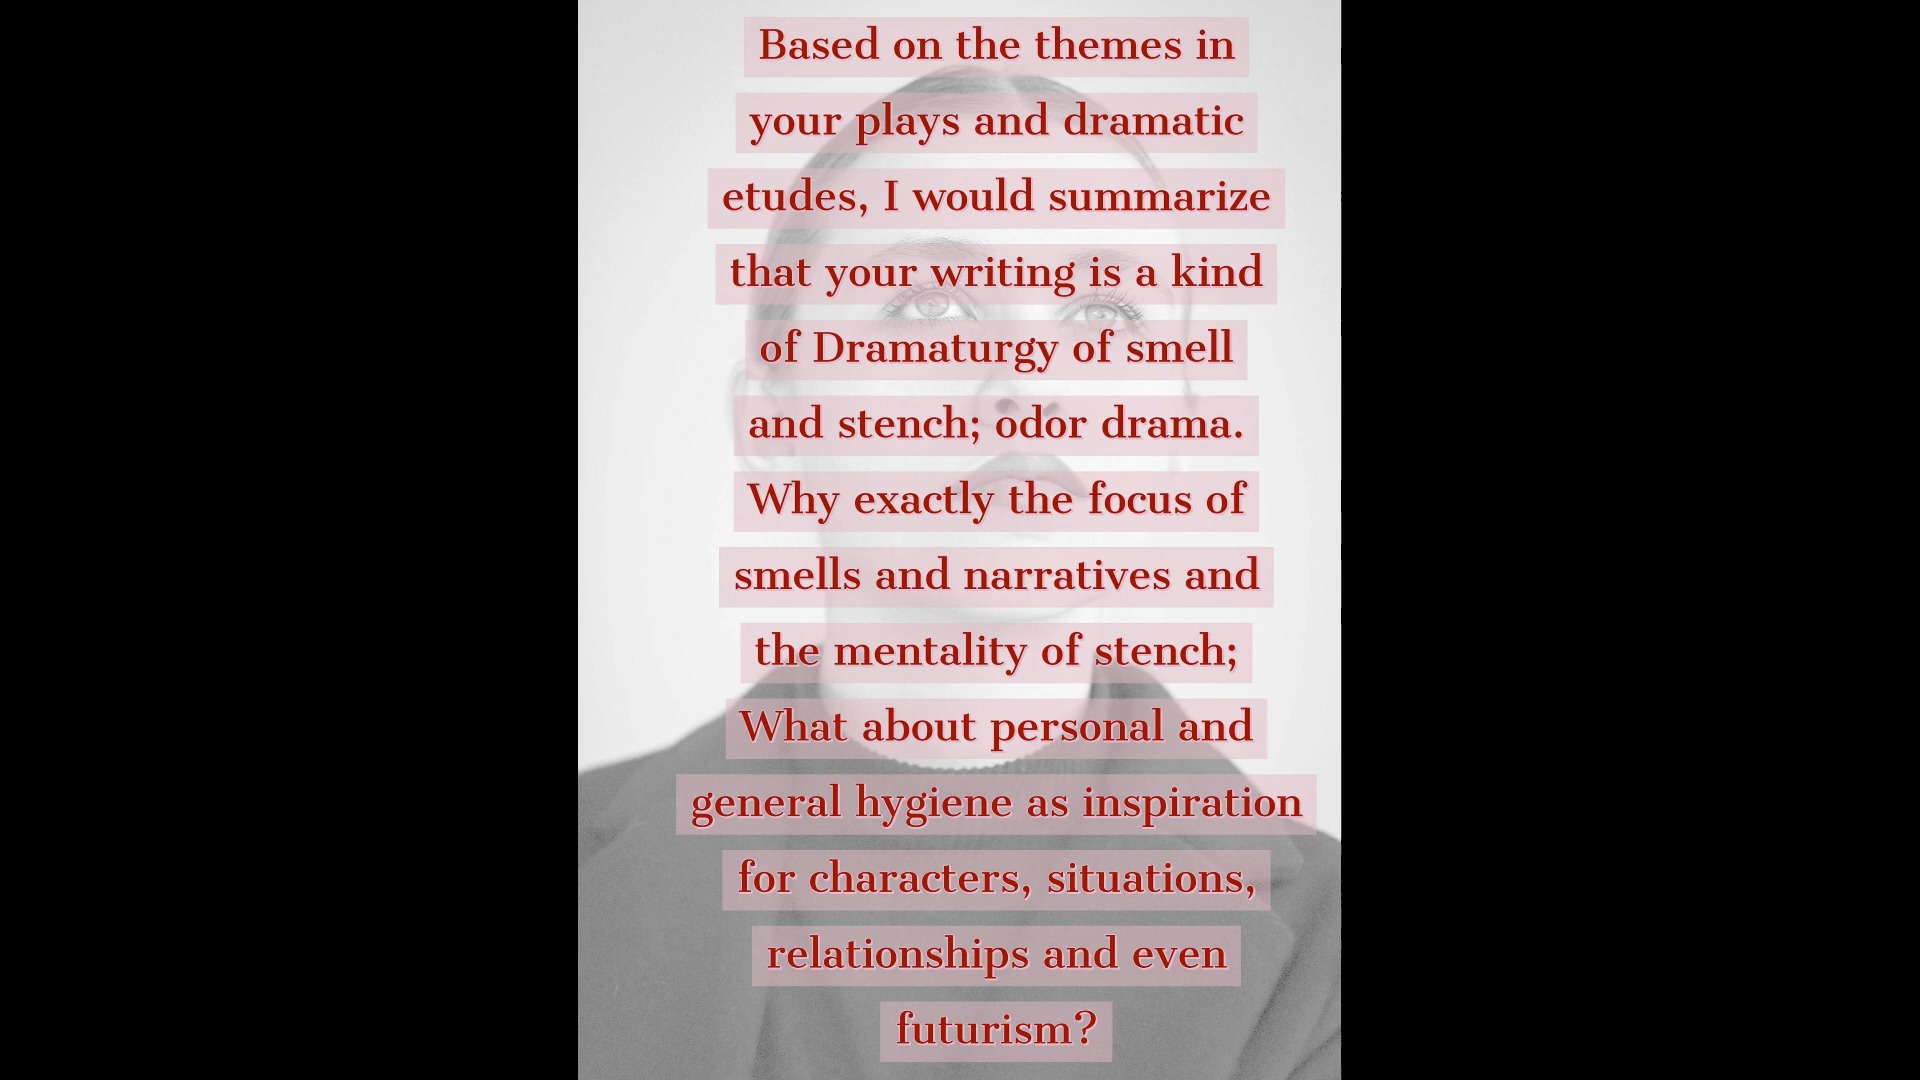 Based on the themes in
your plays and dramatic
etudes, I would summarize
that your writing is a kind
of Dramaturgy of smell
and stench; odor drama.
Why exactly the focus of
smells and narratives and
the mentality of stench;
What about personal and
general hygiene as inspiration
for characters, situations,
relationships and even
futurism?